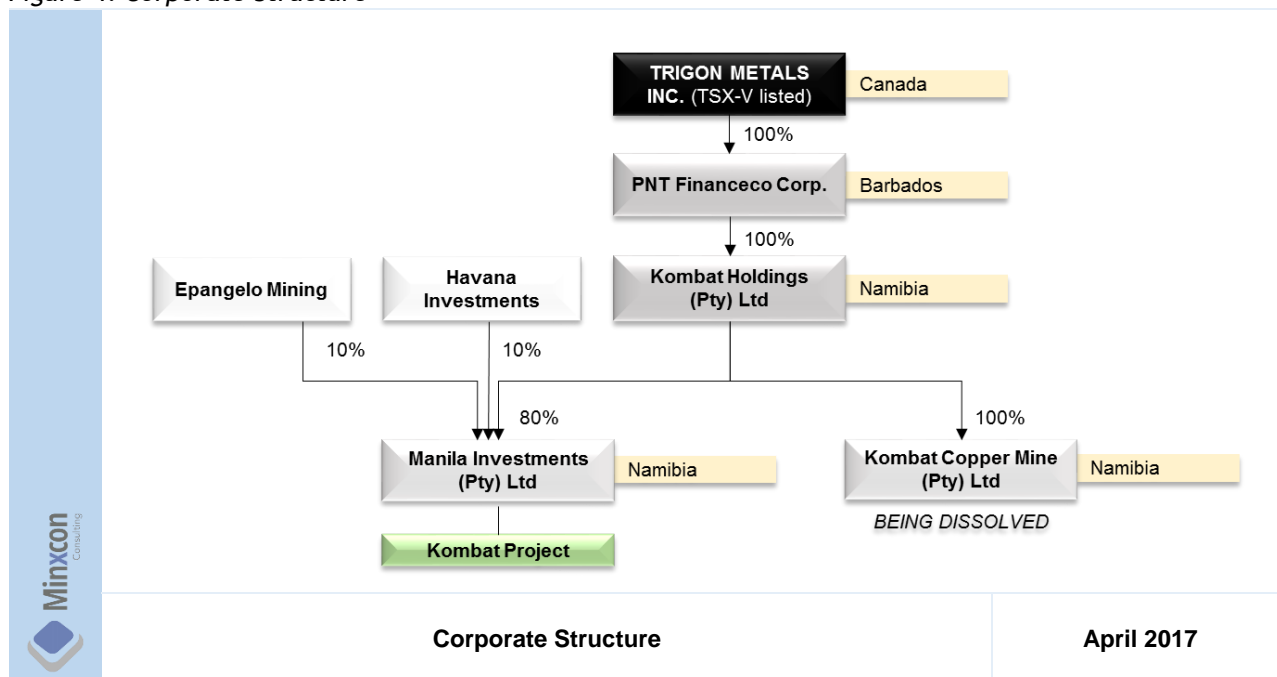 Figure 4: Corporate Structure
TRIGON METALS
INC. (TSX-V listed)
Canada
100%
PNT Financeco Corp.
Barbados
100%
Epangelo Mining
Havana
Investments
Kombat Holdings
(Pty) Ltd
Namibia
10%
10%
80%
100%
Manila Investments
(Pty) Ltd
Namibia
Kombat Copper Mine
(Pty) Ltd
Namibia
BEING DISSOLVED
Kombat Project
Minxcon
Consulting
Corporate Structure
April 2017